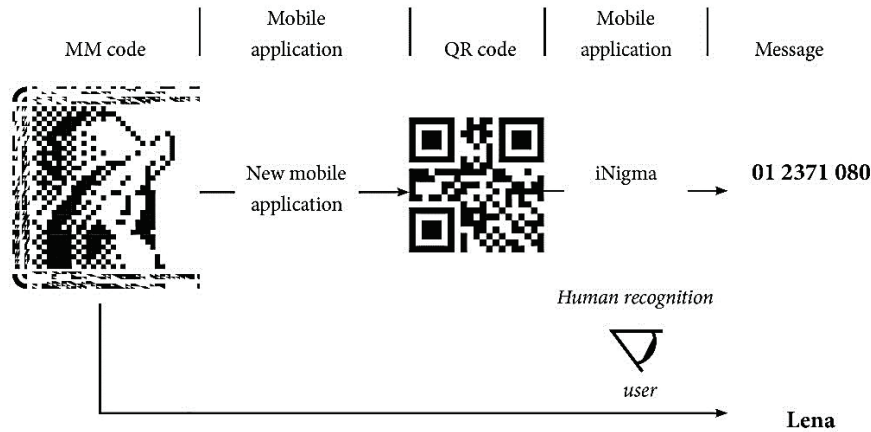 MM code
Mobile
application
QR code
Mobile
application
Message
New mobile
application
iNigma
01 2371 080
Human recognition
user
Lena